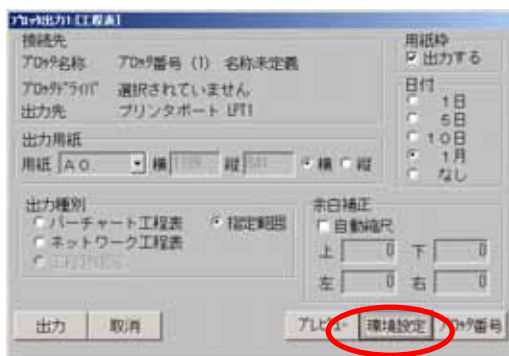 プロッタ出力1:[工程表]
接続先
プロッタ名称 プロッタ番号 (1) 名称未定義
プロッタドライバ 選択されていません
出力先 プリンタポート LPT1
用紙枠
出力する
日付
1日
5日
10日
1月
なし
出力用紙
用紙 A0 横 1189 縦 841 横 縦
出力種別
バーチャート工程表 指定範囲
ネットワーク工程表
余白補正
自動縮尺
上 0 下 0
左 0 右 0
出力 取消 プレビュー 環境設定 プロッタ番号